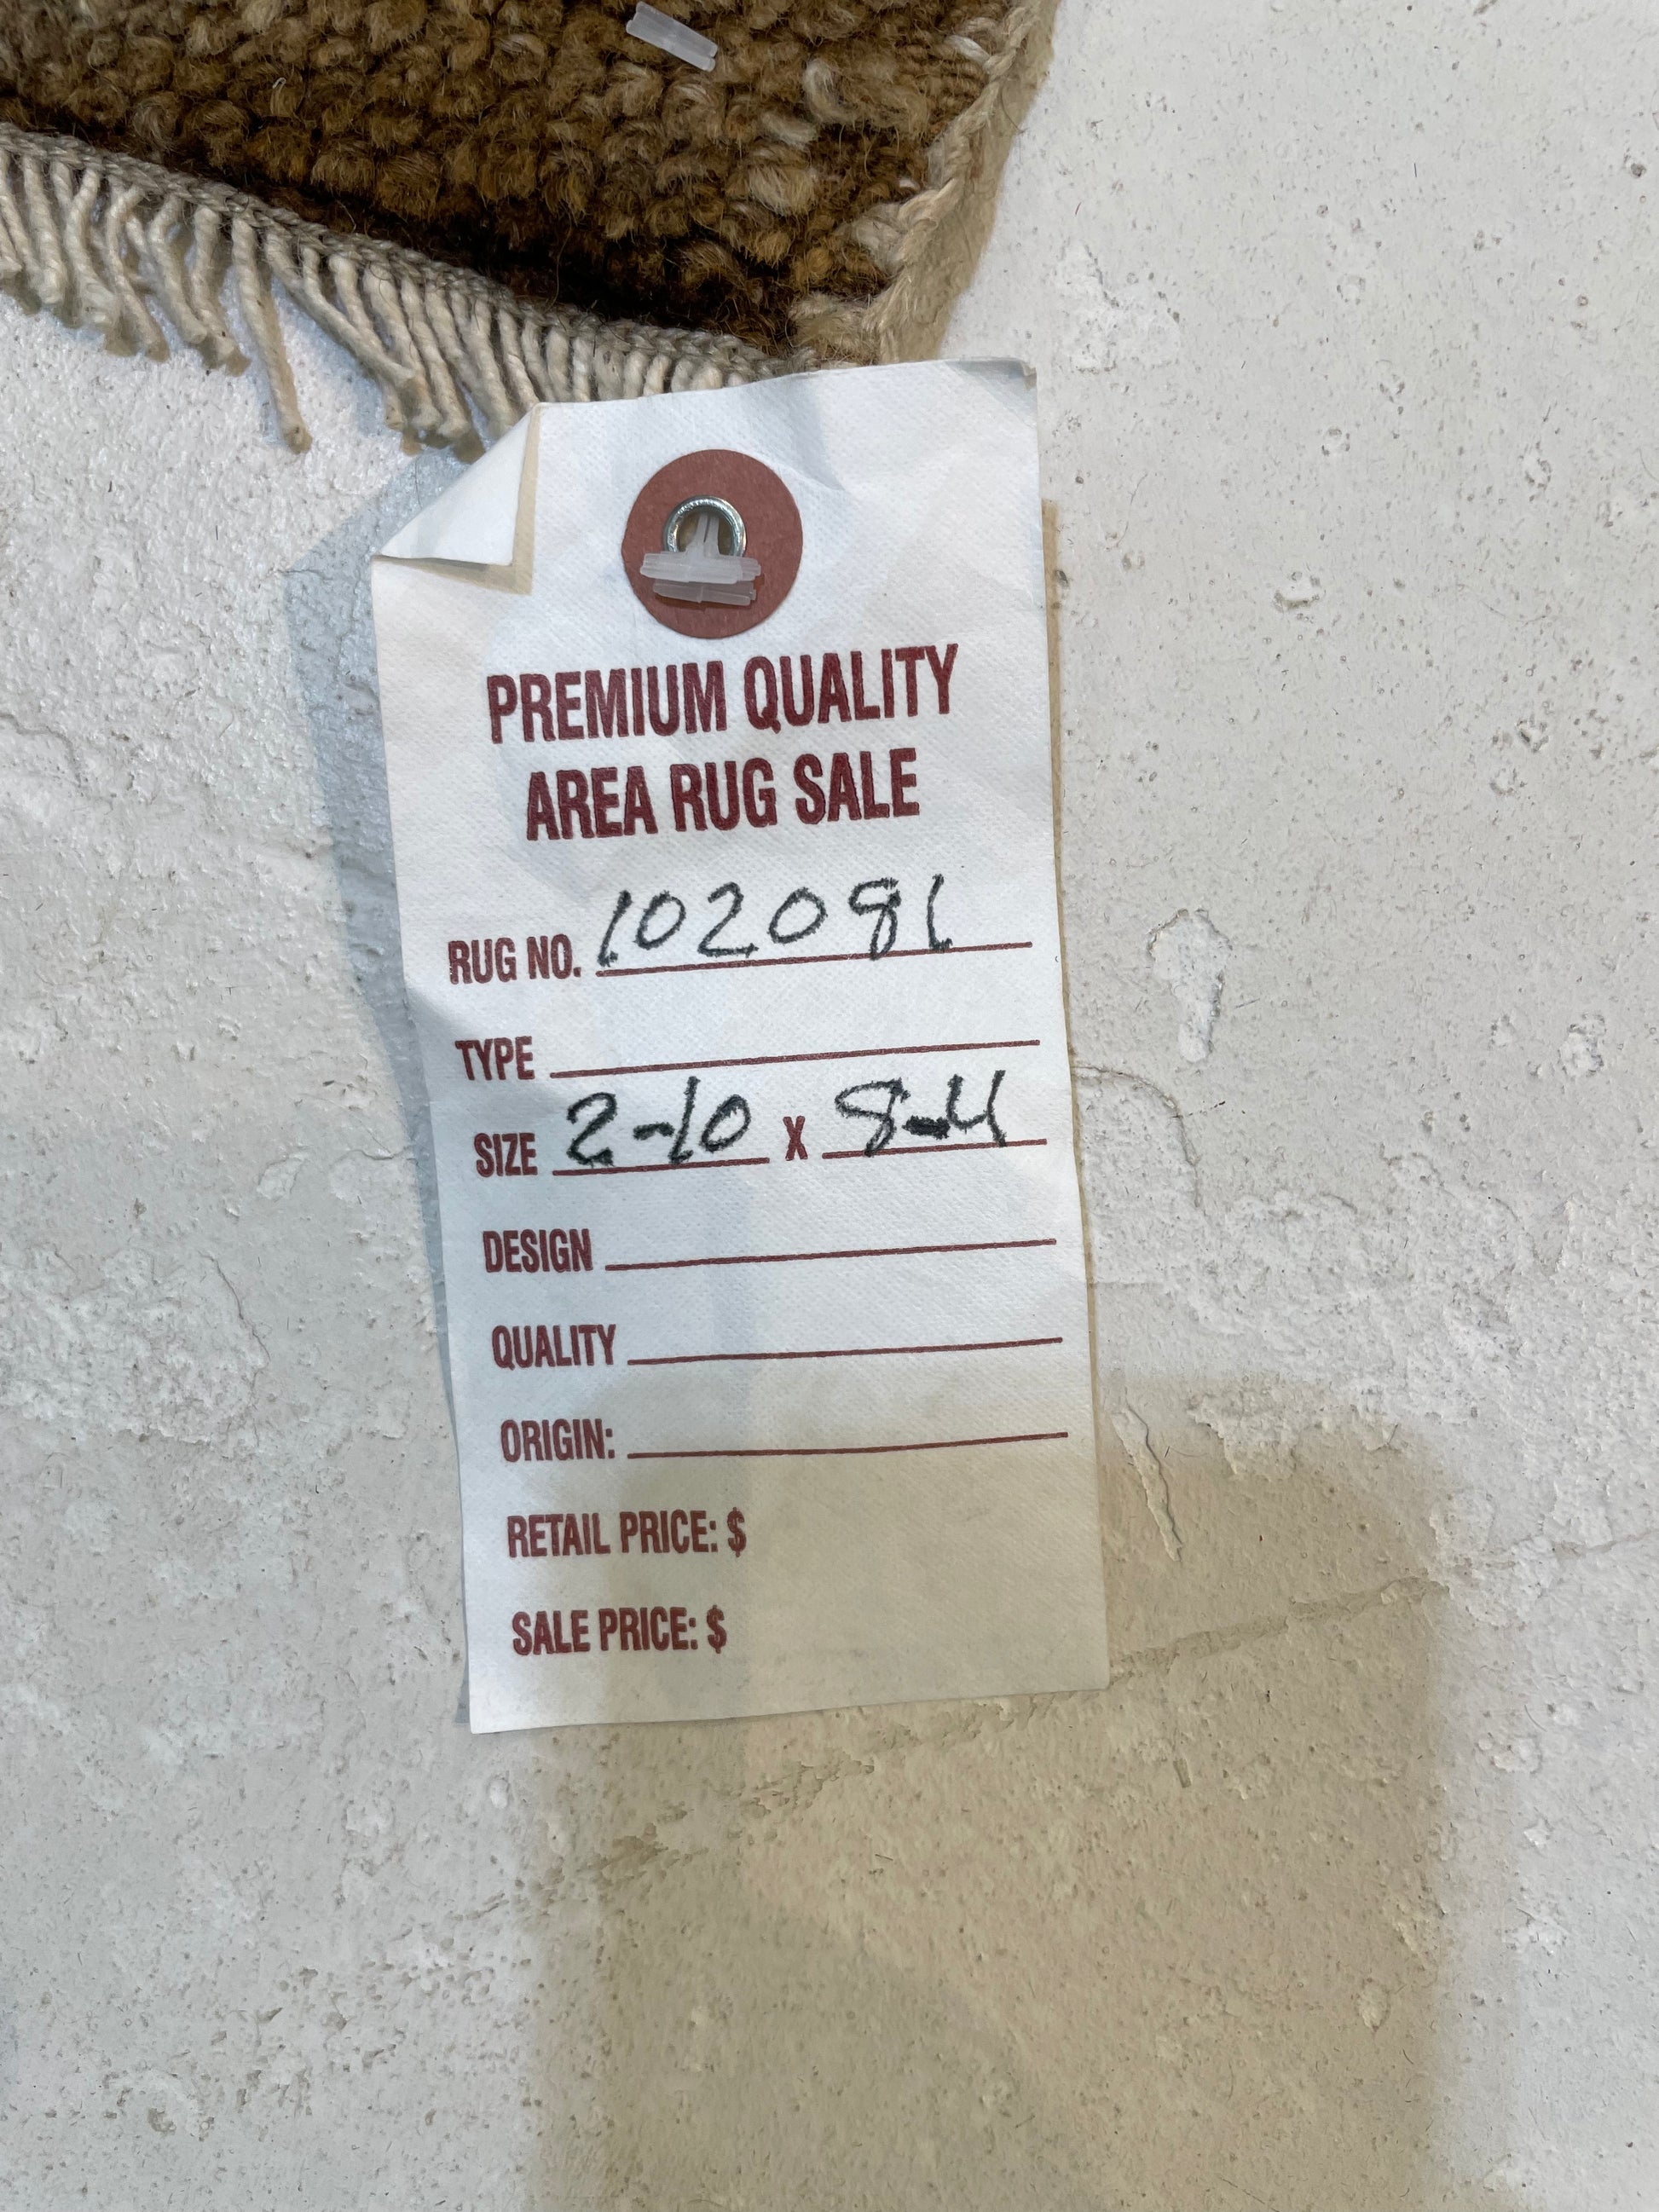 PREMIUM QUALITY
AREA RUG SALE
RUG NO. 102081
TYPE
SIZE 2-10 X 8-4
DESIGN
QUALITY
ORIGIN:
RETAIL PRICE: $
SALE PRICE: $